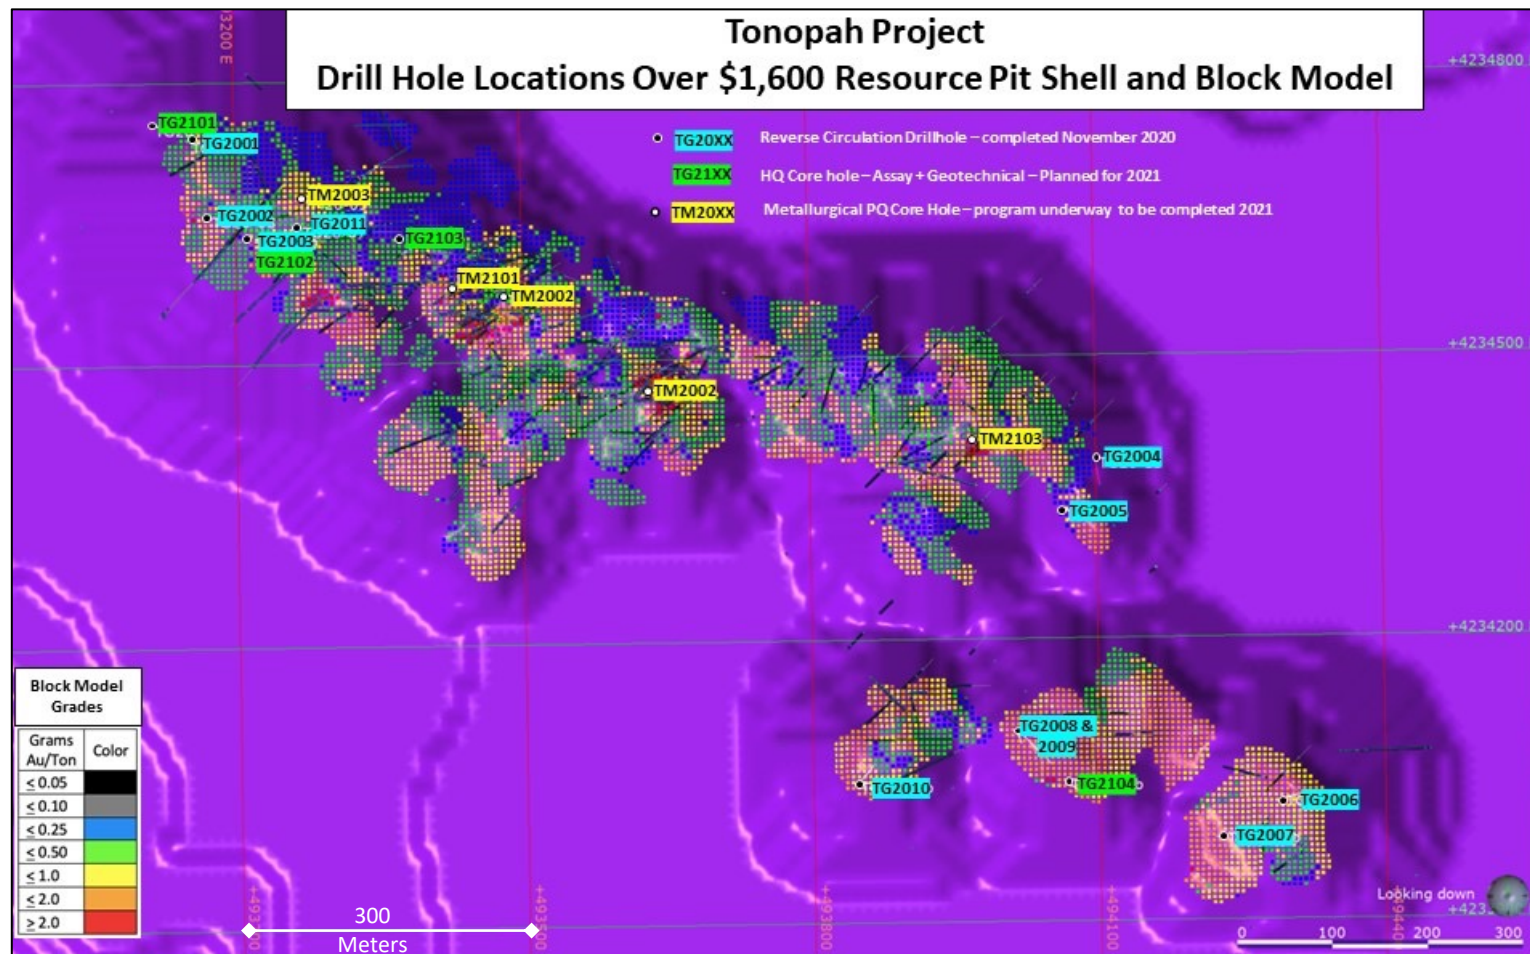 Tonopah Project
Drill Hole Locations Over $1,600 Resource Pit Shell and Block Model
+4234800
TG20XX Reverse Circulation Drillhole – completed November 2020
TG21XX HQ Core hole – Assay + Geotechnical – Planned for 2021
TM20XX Metallurgical PQ Core Hole – program underway to be completed 2021
TG2101
TG2001
TM2003
TG2002
TG2011
TG2003
TG2103
TG2102
TM2101
TM2002
+4234500
TM2002
TM2103
TG2004
TG2005
+4234200
TG2008 &
2009
TG2010
TG2104
TG2006
TG2007
Block Model
Grades
Grams
Au/Ton
Color
≤ 0.05
≤ 0.10
≤ 0.25
≤ 0.50
≤ 1.0
≤ 2.0
≥ 2.0
300
Meters
+493800
+494100
Looking down
0 100 200 300